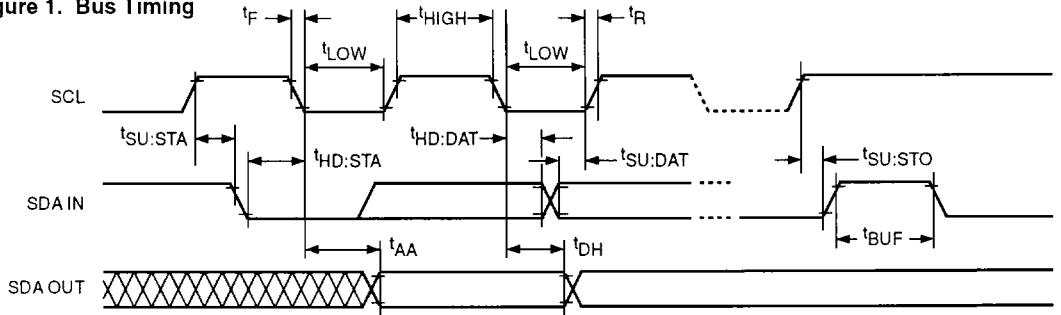 gure 1. Bus Timing
tF
tHIGH
tR
tLOW
tLOW
SCL
tSU:STA
tHD:STA
tHD:DAT
tSU:DAT
tSU:STO
SDA IN
tBUF
tAA
tDH
SDA OUT